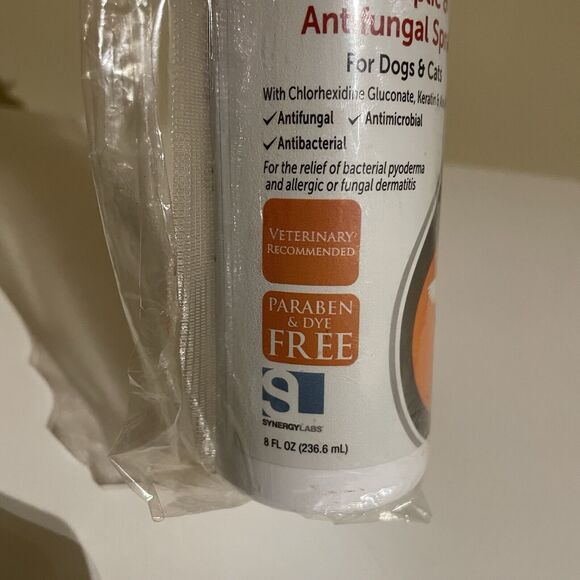 Antifungal
For Dogs & Cats
With Chlorhexidine Gluconate, Keratin &
✓ Antifungal ✓ Antimicrobial
✓ Antibacterial
For the relief of bacterial pyoderma
and allergic or fungal dermatitis
VETERINARY
RECOMMENDED
PARABEN
& DYE
FREE
S
SYNERGYLABS®
8 FL OZ (236.6 mL)